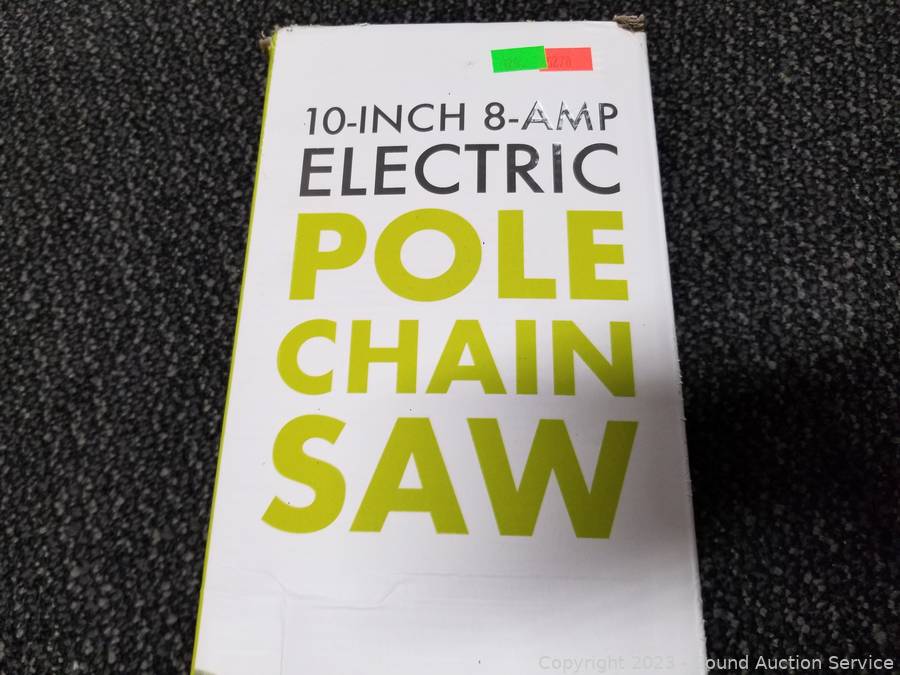 10-INCH 8-AMP
ELECTRIC
POLE
CHAIN
SAW
Copyright 2023 - Sound Auction Service